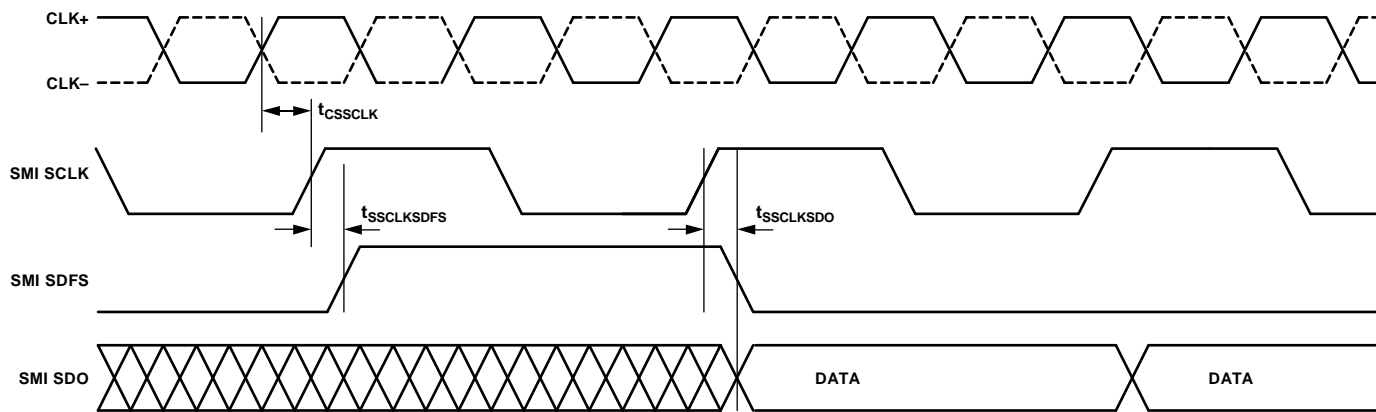 CLK+
CLK–
tCSSCLK
SMI SCLK
tSSCLKSDFS
tSSCLKSDO
SMI SDFS
SMI SDO
DATA
DATA